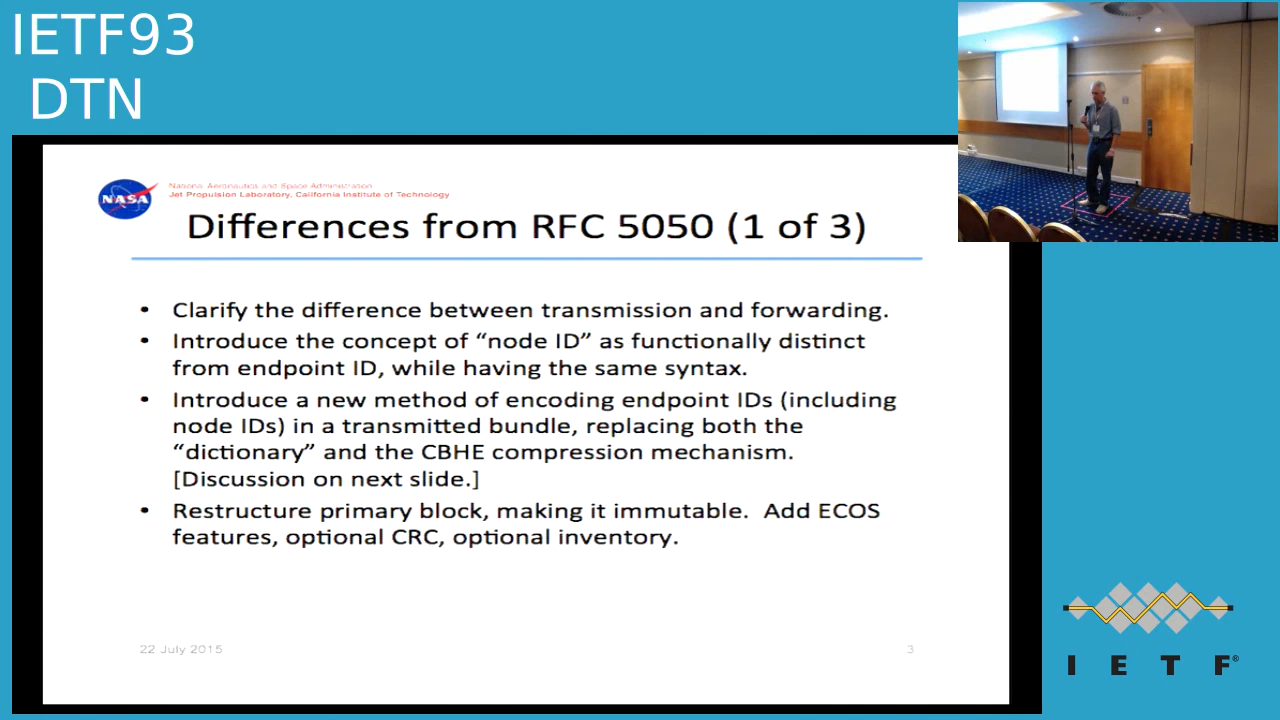 IETF93
DTN
NASA
National Aeronautics and Space Administration
Jet Propulsion Laboratory, California Institute of Technology
Differences from RFC 5050 (1 of 3)
• Clarify the difference between transmission and forwarding.
• Introduce the concept of “node ID” as functionally distinct
from endpoint ID, while having the same syntax.
• Introduce a new method of encoding endpoint IDs (including
node IDs) in a transmitted bundle, replacing both the
“dictionary” and the CBHE compression mechanism.
[Discussion on next slide.]
• Restructure primary block, making it immutable.  Add ECOS
features, optional CRC, optional inventory.
22 July 2015
3
I E T F®